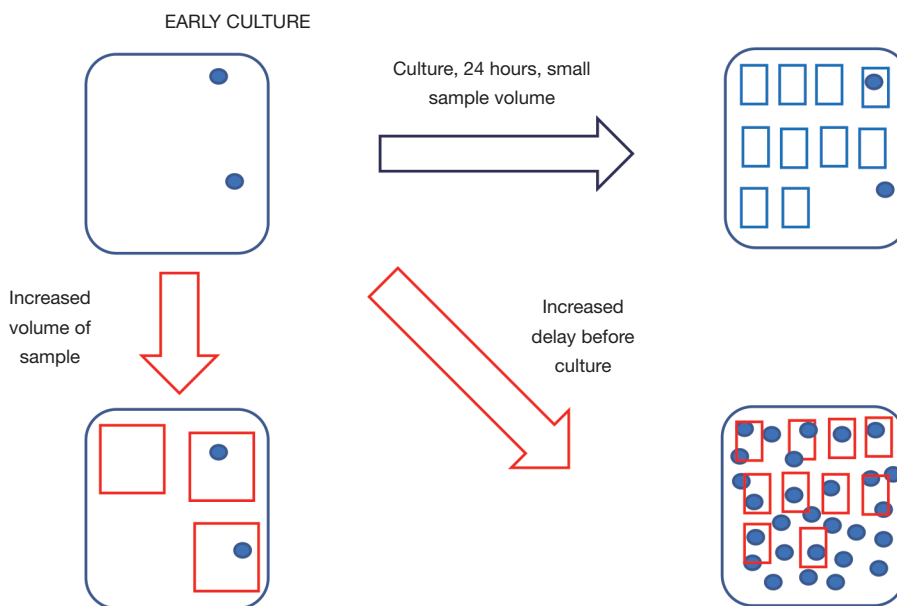 EARLY CULTURE
Culture, 24 hours, small
sample volume
Increased
volume of
sample
Increased
delay before
culture